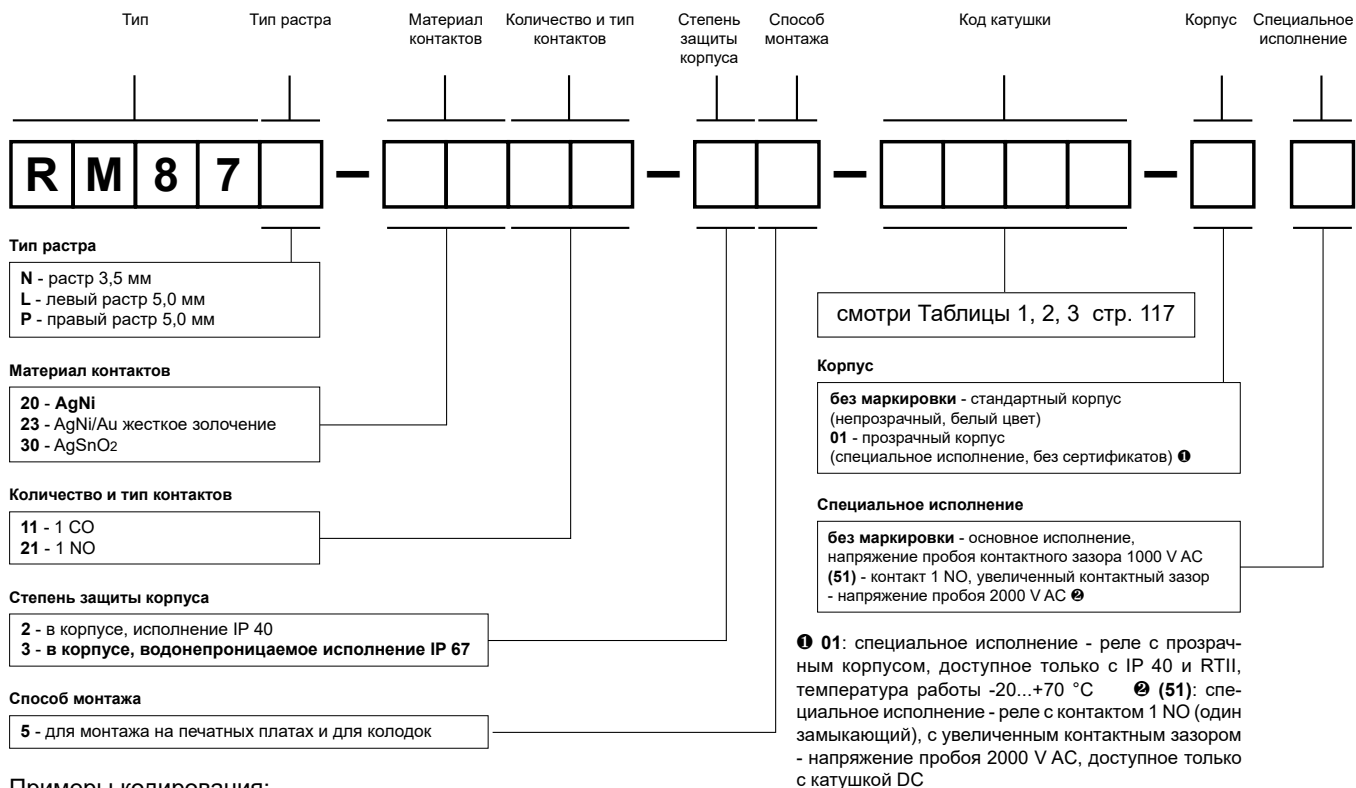 Тип
Тип растра
Материал
контактов
Количество и тип
контактов
Степень
защиты
корпуса
Способ
монтажа
Код катушки
Корпус
Специальное
исполнение
R M 8 7 – – – –
Тип растра
N - растр 3,5 мм
L - левый растр 5,0 мм
P - правый растр 5,0 мм
Материал контактов
20 - AgNi
23 - AgNi/Au жесткое золочение
30 - AgSnO2
Количество и тип контактов
11 - 1 CO
21 - 1 NO
Степень защиты корпуса
2 - в корпусе, исполнение IP 40
3 - в корпусе, водонепроницаемое исполнение IP 67
Способ монтажа
5 - для монтажа на печатных платах и для колодок
смотри Таблицы 1, 2, 3 стр. 117
Корпус
без маркировки - стандартный корпус
(непрозрачный, белый цвет)
01 - прозрачный корпус
(специальное исполнение, без сертификатов) ❶
Специальное исполнение
без маркировки - основное исполнение,
напряжение пробоя контактного зазора 1000 V AC
(51) - контакт 1 NO, увеличенный контактный зазор
- напряжение пробоя 2000 V AC ❷
❶ 01: специальное исполнение - реле с прозрач-
ным корпусом, доступное только с IP 40 и RTII,
температура работы -20...+70 °C ❷ (51): спе-
циальное исполнение - реле с контактом 1 NO (один
замыкающий), с увеличенным контактным зазором
- напряжение пробоя 2000 V AC, доступное только
с катушкой DC
Примеры кодирования: